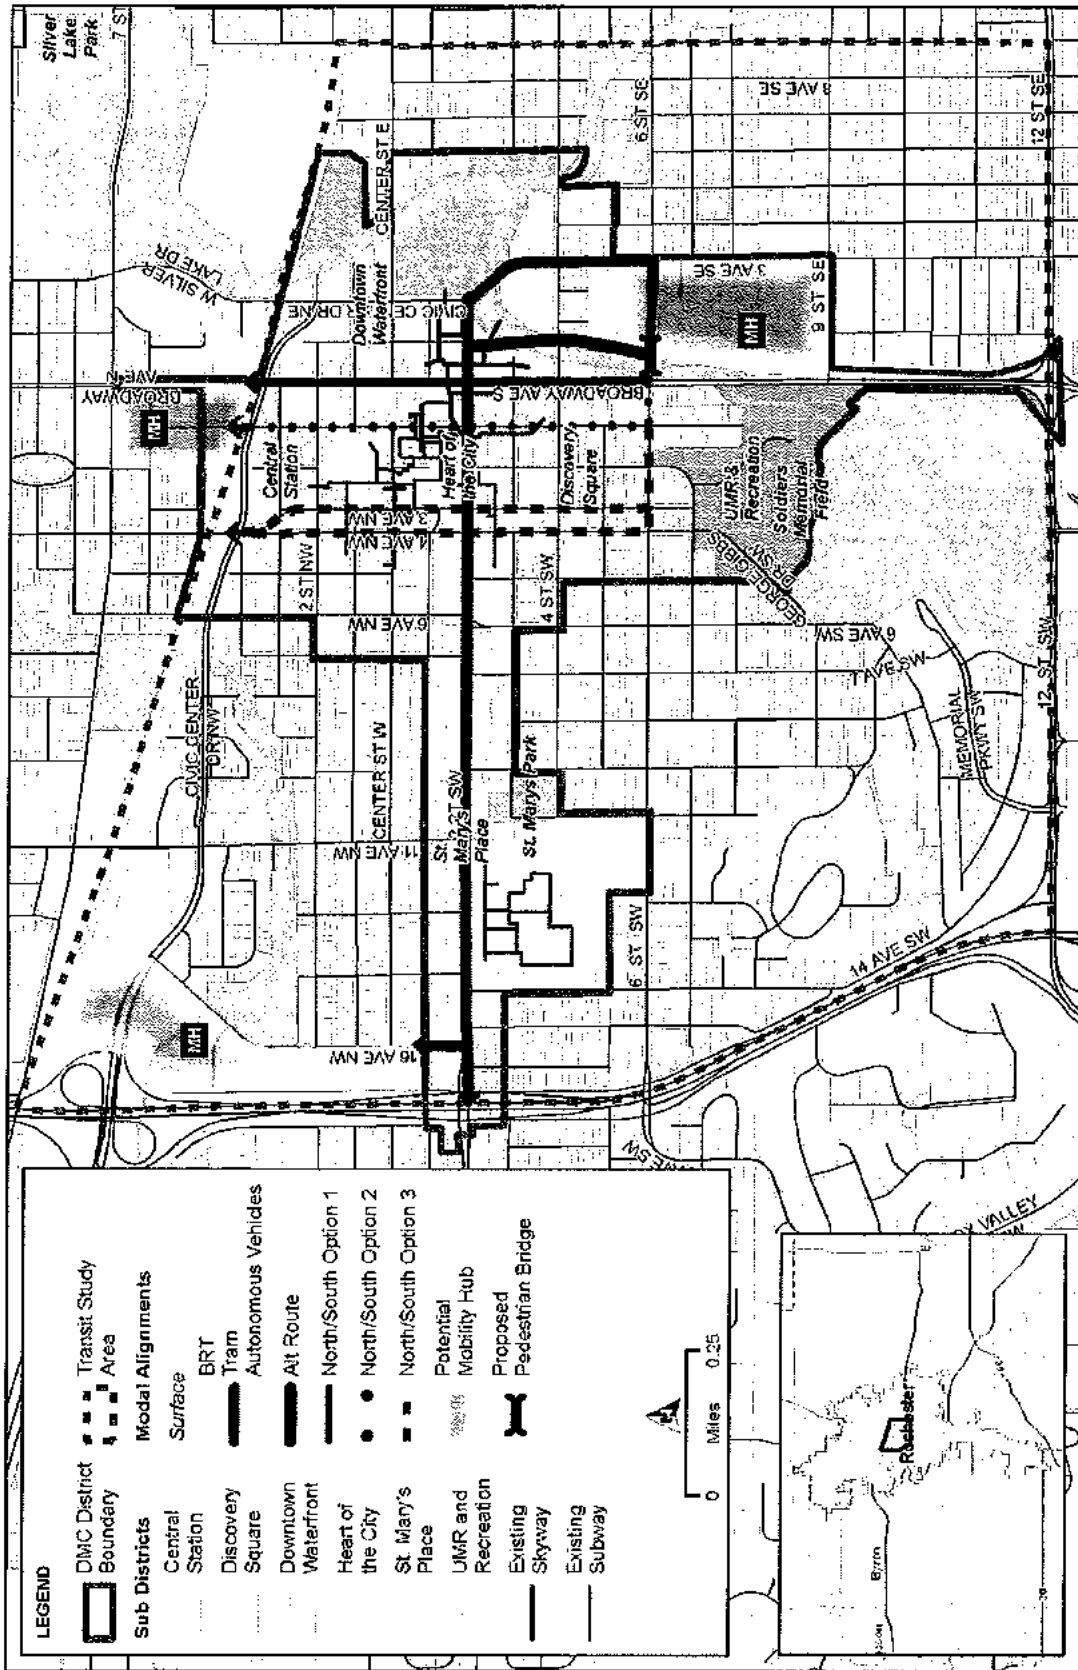 LEGEND
DMC District
Boundary
Transit Study
Area
Sub Districts
Central
Station
Discovery
Square
Downtown
Waterfront
Heart of
the City
St. Mary's
Place
UMR and
Recreation
Existing
Skyway
Existing
Subway
Modal Alignments
Surface
BRT
Tram
Autonomous Vehicles
Alt Route
North/South Option 1
North/South Option 2
North/South Option 3
Potential
Mobility Hub
Proposed
Pedestrian Bridge
0
0.25
Miles
Byron
Rochester
Silver
Lake
Park
7 ST
W SILVER
LAKE DR
CIVIC CENTER
DR NW
BROADWAY
AVE N
MH
MH
MH
Central
Station
Downtown
Waterfront
CENTER ST E
2 ST NW
3 AVE NW
4 AVE NW
6 AVE NW
11 AVE NW
16 AVE NW
CENTER ST W
St.
Mary's
Place
St. Marys Park
Heart of
the City
Discovery
Square
BROADWAY AVE S
4 ST SW
6 ST SW
6 ST SE
3 AVE SE
8 AVE SE
9 ST SE
12 ST SE
UMR &
Recreation
Soldiers
Memorial
Field
GEORGE GIBBS
DR SW
6 AVE SW
7 AVE SW
MEMORIAL
PKWY SW
12 ST SW
14 AVE SW
VALLEY